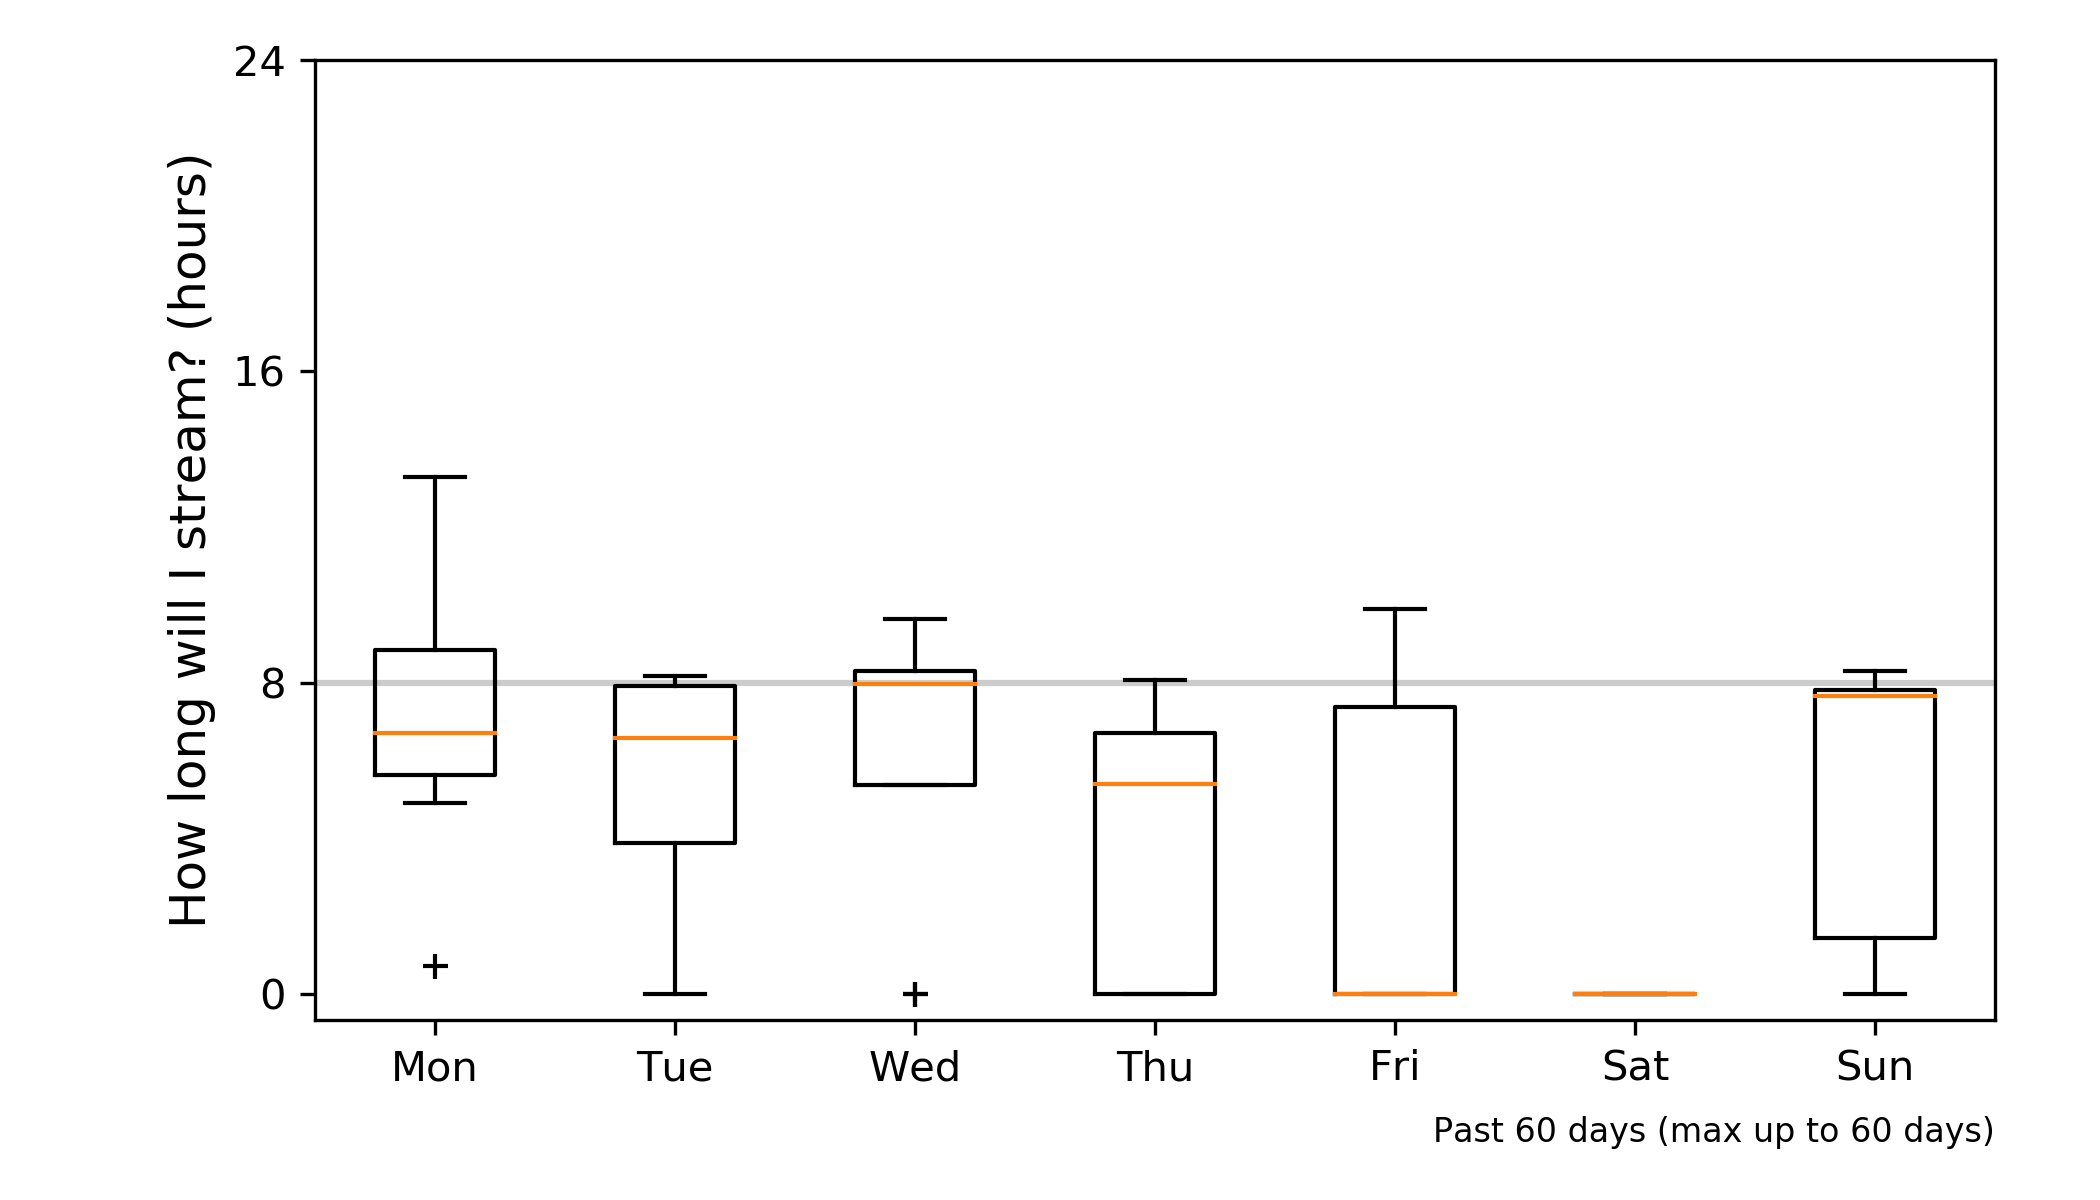 How long will I stream? (hours)
24
16
8
0
Mon Tue Wed Thu Fri Sat Sun
Past 60 days (max up to 60 days)